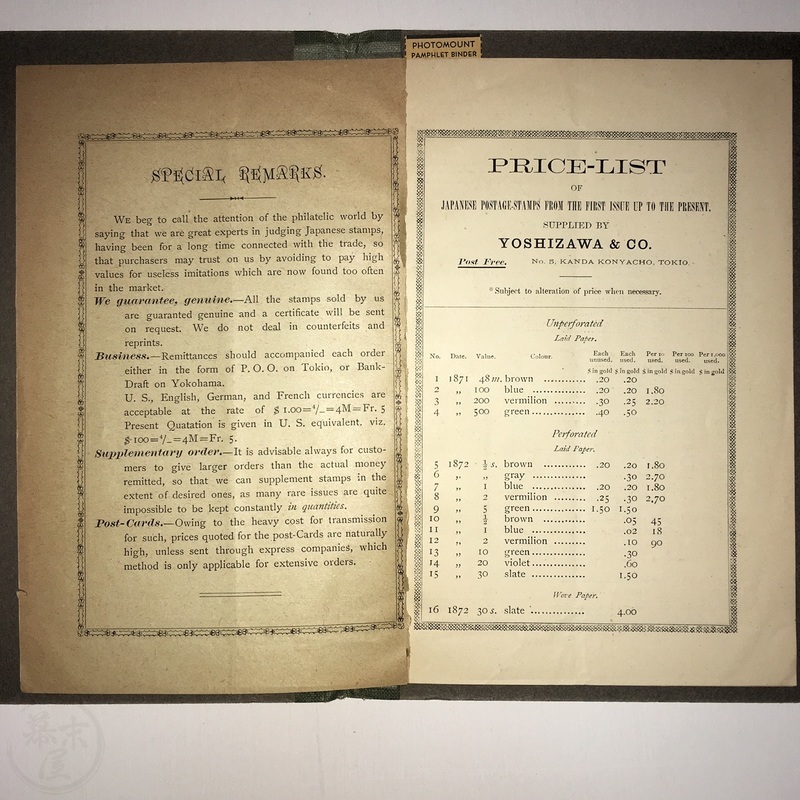 PHOTOMOUNT
PAMPHLET BINDER
SPECIAL REMARKS.
WE beg to call the attention of the philatelic world by
saying that we are great experts in judging Japanese stamps,
having been for a long time connected with the trade, so
that purchasers may trust on us by avoiding to pay high
values for useless imitations which are now found too often
in the market.
We guarantee, genuine.—All the stamps sold by us
are guaranted genuine and a certificate will be sent
on request. We do not deal in counterfeits and
reprints.
Business.—Remittances should accompanied each order
either in the form of P. O. O. on Tokio, or Bank-
Draft on Yokohama.
U. S., English, German, and French currencies are
acceptable at the rate of $ 1.00=4/_=4M=Fr. 5
Present Quatation is given in U. S. equivalent. viz.
$ 100=4/_=4M=Fr. 5.
Supplementary order.—It is advisable always for custo-
mers to give larger orders than the actual money
remitted, so that we can supplement stamps in the
extent of desired ones, as many rare issues are quite
impossible to be kept constantly in quantities.
Post-Cards.—Owing to the heavy cost for transmission
for such, prices quoted for the post-Cards are naturally
high, unless sent through express companies, which
method is only applicable for extensive orders.
PRICE-LIST
OF
JAPANESE POSTAGE-STAMPS FROM THE FIRST ISSUE UP TO THE PRESENT.
SUPPLIED BY
YOSHIZAWA & CO.
Post Free. No. 5, KANDA KONYACHO, TOKIO.
* Subject to alteration of price when necessary.
Unperforated
Laid Paper.
No. Date. Value. Colour. Each unused. Each used. Per 10 used. Per 100 used. Per 1,000 used.
$ in gold $ in gold $ in gold $ in gold $ in gold
1 1871 48 m. brown ............ .20 .20
2 ,, 100 blue ............... .20 .20 1.80
3 ,, 200 vermilion ......... .30 .25 2.20
4 ,, 500 green ............... .40 .50
Perforated
Laid Paper.
5 1872 ½ s. brown ............ .20 .20 1.80
6 ,, ,, gray ............... .30 2.70
7 ,, 1 blue ............... .20 .20 1.80
8 ,, 2 vermilion ......... .25 .30 2,70
9 ,, 5 green ............... 1.50 1.50
10 ,, ½ brown ............ .05 45
11 ,, 1 blue ............... .02 18
12 ,, 2 vermilion ......... .10 90
13 ,, 10 green ............... .30
14 ,, 20 violet ............... .60
15 ,, 30 slate ............... 1.50
Wove Paper.
16 1872 30 s. slate ............... 4.00
幕末屋